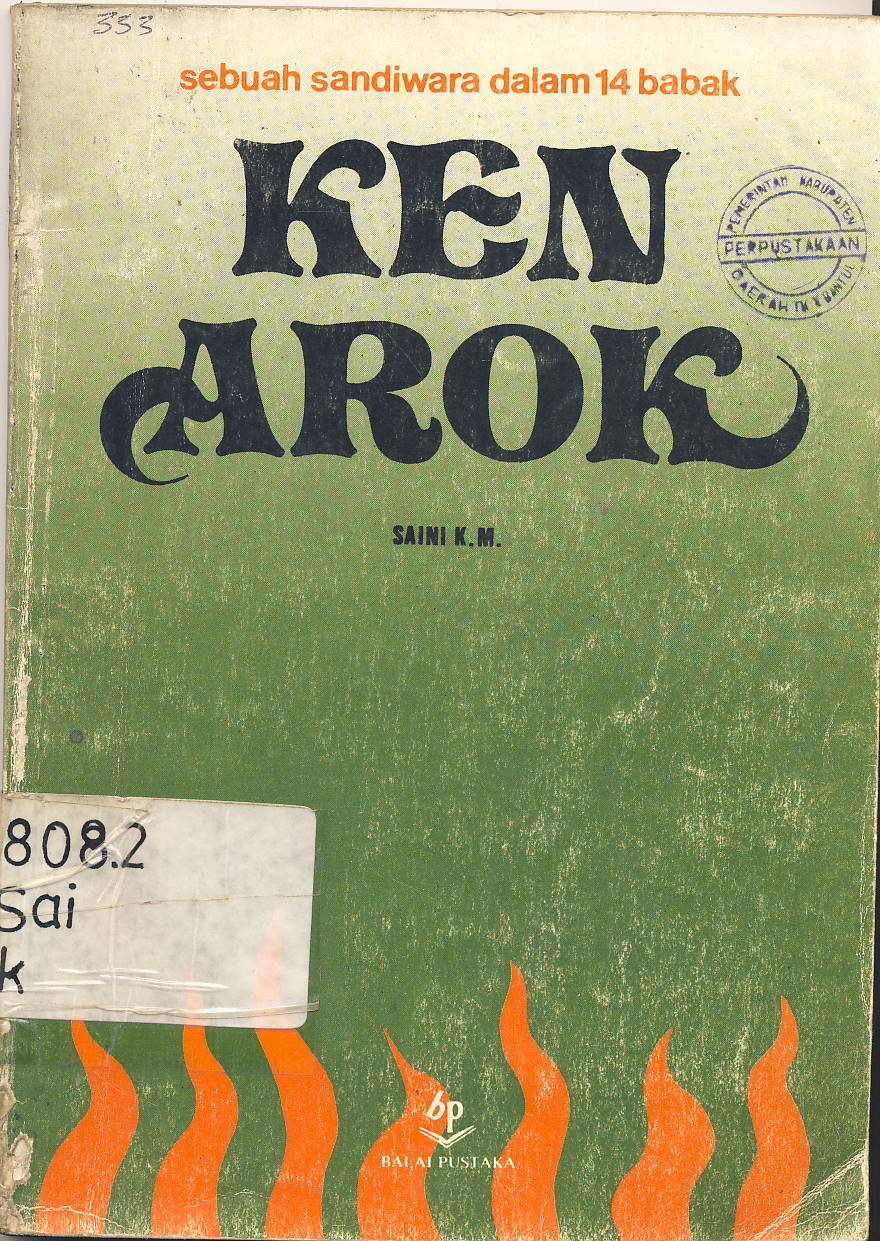 333
sebuah sandiwara dalam 14 babak
KEN
AROK
PEMERINTAH KABUPATEN
PERPUSTAKAAN
DAERAH TK II BANTUL
SAINI K.M.
808.2
Sai
k
bp
BALAI PUSTAKA